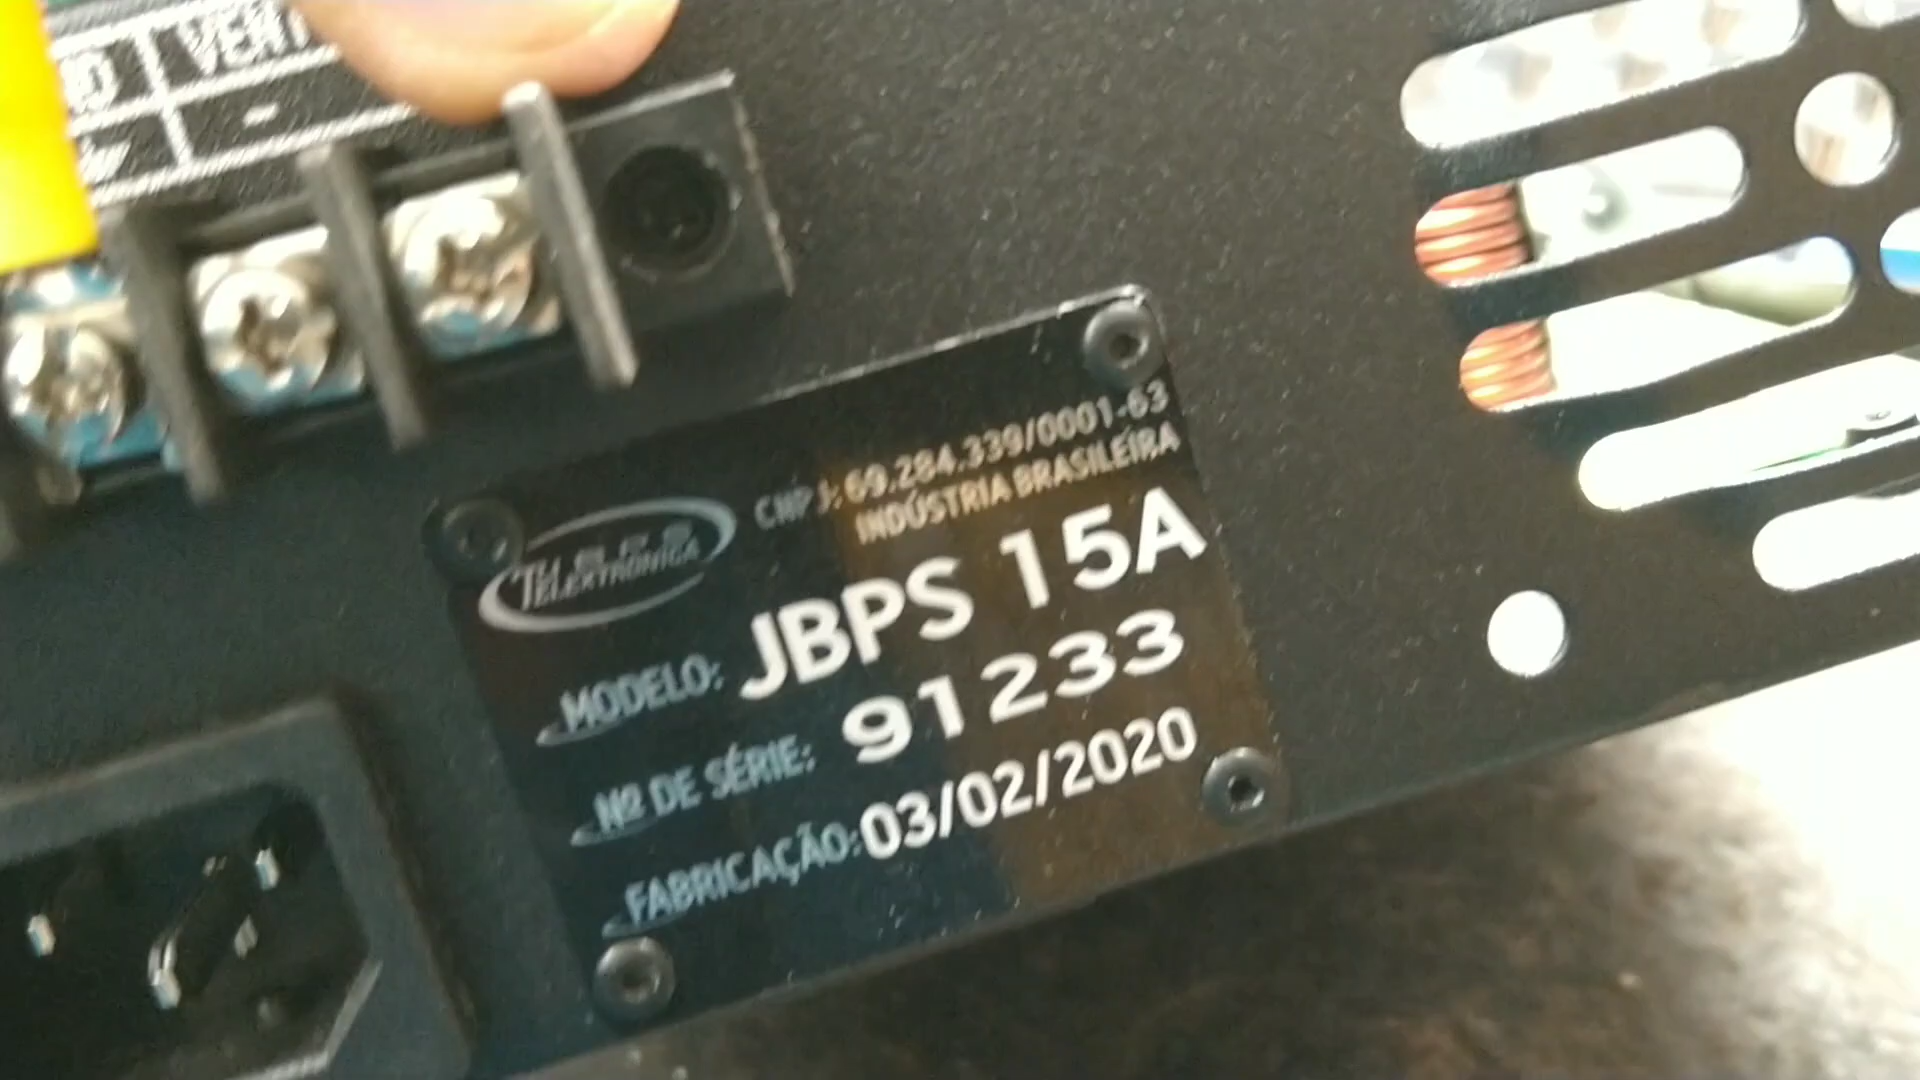 VENT
-
CNPJ: 69.284.339/0001-63
INDÚSTRIA BRASILEIRA
MODELO: JBPS 15A
Nº DE SÉRIE: 91233
FABRICAÇÃO: 03/02/2020